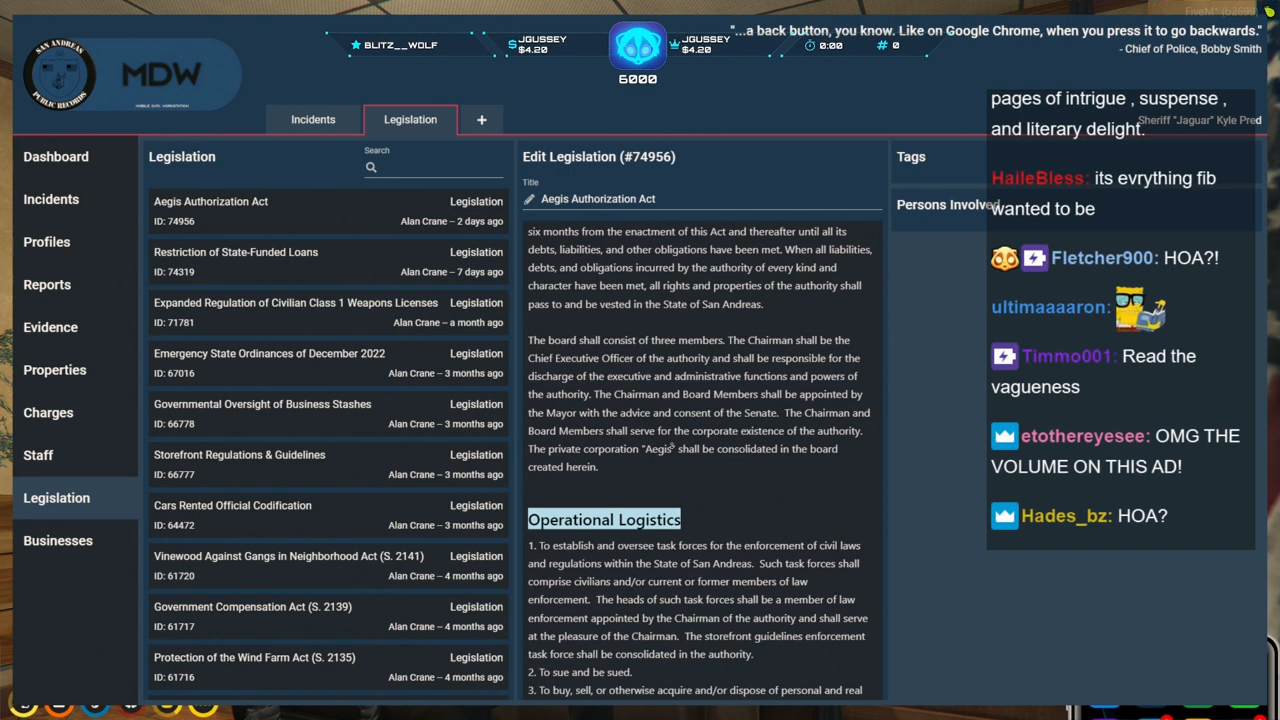 FiveM® (b2699)
"...a back button, you know. Like on Google Chrome, when you press it to go backwards."
- Chief of Police, Bobby Smith
BLITZ__WOLF
JGUSSEY
$4.20
JGUSSEY
$4.20
0:00
# 0
6000
SAN ANDREAS
PUBLIC RECORDS
MDW
MOBILE DATA WORKSTATION
Incidents
Legislation
+
Sheriff "Jaguar" Kyle Pred
Dashboard
Incidents
Profiles
Reports
Evidence
Properties
Charges
Staff
Legislation
Businesses
Legislation
Search
Aegis Authorization Act Legislation
ID: 74956 Alan Crane – 2 days ago
Restriction of State-Funded Loans Legislation
ID: 74319 Alan Crane – 7 days ago
Expanded Regulation of Civilian Class 1 Weapons Licenses Legislation
ID: 71781 Alan Crane – a month ago
Emergency State Ordinances of December 2022 Legislation
ID: 67016 Alan Crane – 3 months ago
Governmental Oversight of Business Stashes Legislation
ID: 66778 Alan Crane – 3 months ago
Storefront Regulations & Guidelines Legislation
ID: 66777 Alan Crane – 3 months ago
Cars Rented Official Codification Legislation
ID: 64472 Alan Crane – 3 months ago
Vinewood Against Gangs in Neighborhood Act (S. 2141) Legislation
ID: 61720 Alan Crane – 4 months ago
Government Compensation Act (S. 2139) Legislation
ID: 61717 Alan Crane – 4 months ago
Protection of the Wind Farm Act (S. 2135) Legislation
ID: 61716 Alan Crane – 4 months ago
Edit Legislation (#74956)
Title
Aegis Authorization Act
six months from the enactment of this Act and thereafter until all its
debts, liabilities, and other obligations have been met. When all liabilities,
debts, and obligations incurred by the authority of every kind and
character have been met, all rights and properties of the authority shall
pass to and be vested in the State of San Andreas.
The board shall consist of three members. The Chairman shall be the
Chief Executive Officer of the authority and shall be responsible for the
discharge of the executive and administrative functions and powers of
the authority. The Chairman and Board Members shall be appointed by
the Mayor with the advice and consent of the Senate. The Chairman and
Board Members shall serve for the corporate existence of the authority.
The private corporation "Aegis" shall be consolidated in the board
created herein.
Operational Logistics
1. To establish and oversee task forces for the enforcement of civil laws
and regulations within the State of San Andreas. Such task forces shall
comprise civilians and/or current or former members of law
enforcement. The heads of such task forces shall be a member of law
enforcement appointed by the Chairman of the authority and shall serve
at the pleasure of the Chairman. The storefront guidelines enforcement
task force shall be consolidated in the authority.
2. To sue and be sued.
3. To buy, sell, or otherwise acquire and/or dispose of personal and real
Tags
Persons Involved
pages of intrigue , suspense ,
and literary delight.
HaileBless: its evrything fib
wanted to be
Fletcher900: HOA?!
ultimaaaaron:
Timmo001: Read the
vagueness
etothereyesee: OMG THE
VOLUME ON THIS AD!
Hades_bz: HOA?